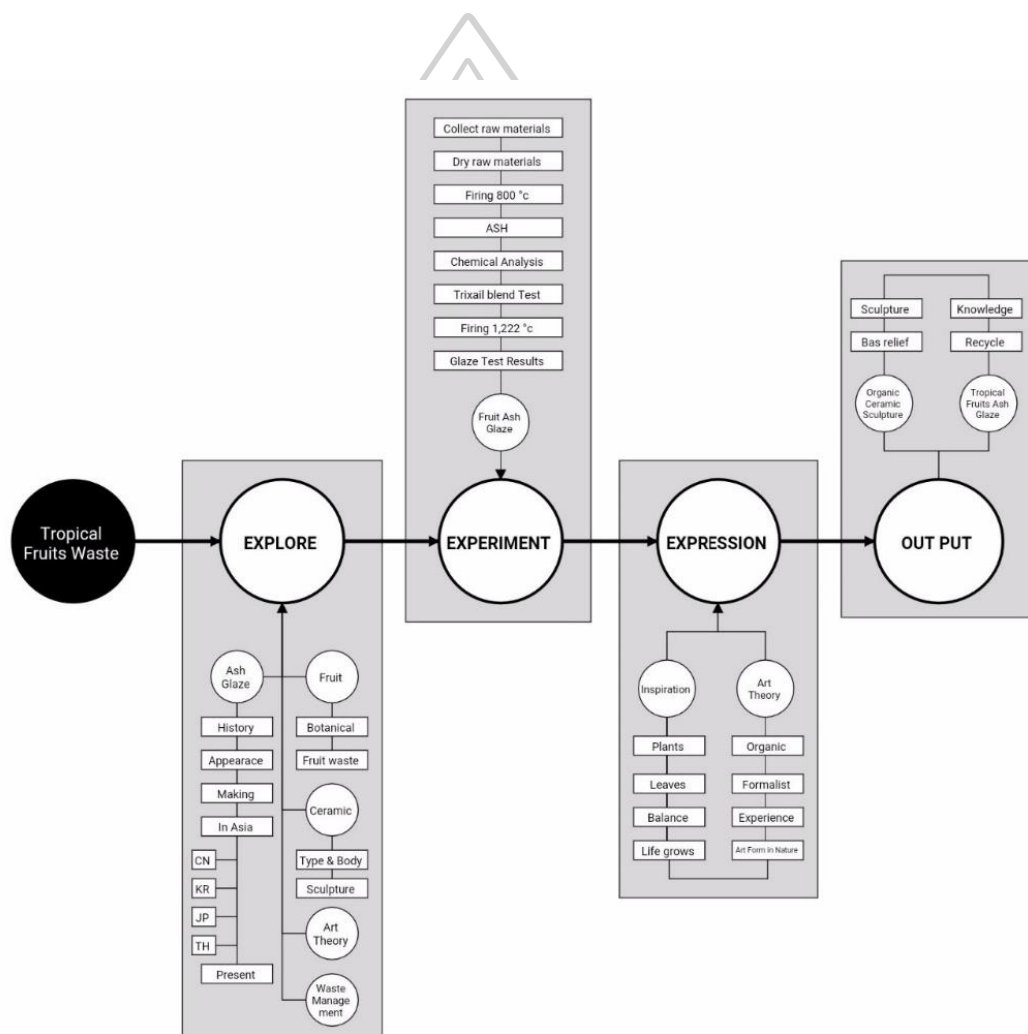 Collect raw materials
Dry raw materials
Firing 800 °c
ASH
Chemical Analysis
Trixail blend Test
Firing 1,222 °c
Glaze Test Results
Fruit Ash
Glaze
Sculpture
Knowledge
Bas relief
Recycle
Organic
Ceramic
Sculpture
Tropical
Fruits Ash
Glaze
Tropical
Fruits Waste
EXPLORE
EXPERIMENT
EXPRESSION
OUT PUT
Ash
Glaze
Fruit
History
Botanical
Appearace
Fruit waste
Making
In Asia
Ceramic
CN
KR
JP
TH
Present
Type & Body
Sculpture
Art
Theory
Waste
Manage
ment
Inspiration
Art
Theory
Plants
Organic
Leaves
Formalist
Balance
Experience
Life grows
Art Form in Nature